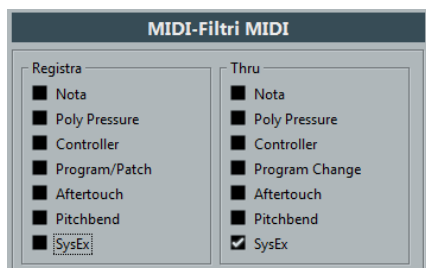 MIDI-Filtri MIDI
Registra
Nota
Poly Pressure
Controller
Program/Patch
Aftertouch
Pitchbend
SysEx
Thru
Nota
Poly Pressure
Controller
Program Change
Aftertouch
Pitchbend
SysEx